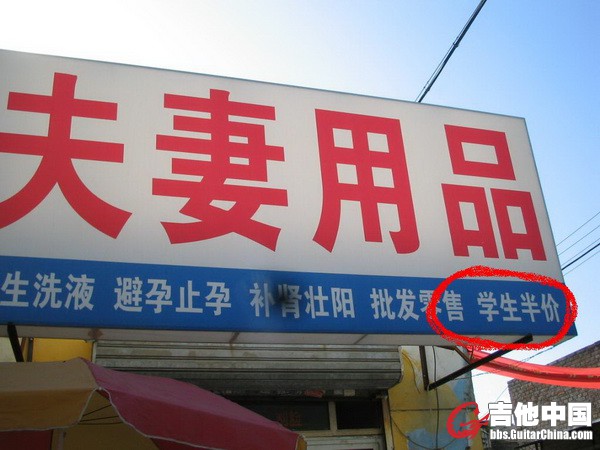 夫妻用品
生洗液 避孕止孕 补肾壮阳 批发零售 学生半价
吉他中国
bbs.GuitarChina.com